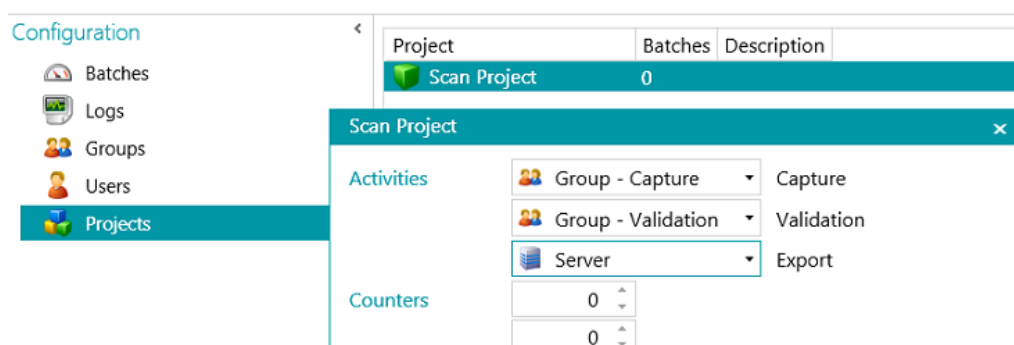 Configuration
Batches
Logs
Groups
Users
Projects
Project Batches Description
Scan Project 0
Scan Project
Activities Group - Capture Capture
Group - Validation Validation
Server Export
Counters 0
0